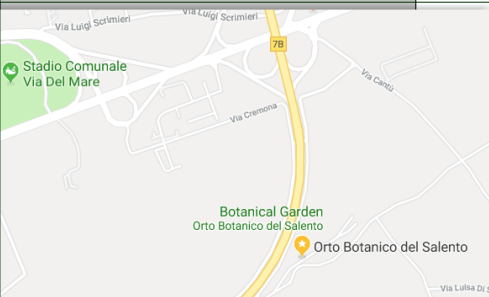 Via Luigi Scrimieri
Via Luigi Scrimieri
7B
Stadio Comunale
Via Del Mare
Via Cantù
Via Cremona
Botanical Garden
Orto Botanico del Salento
Orto Botanico del Salento
Via Luisa Di S